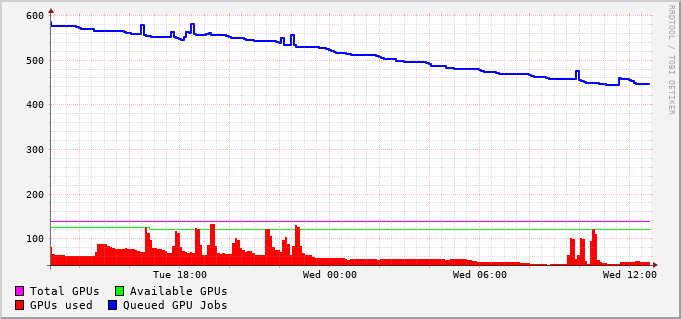 600
500
400
300
200
100
Tue 18:00 Wed 00:00 Wed 06:00 Wed 12:00
Total GPUs Available GPUs
GPUs used Queued GPU Jobs
RRDTOOL / TOBI OETIKER